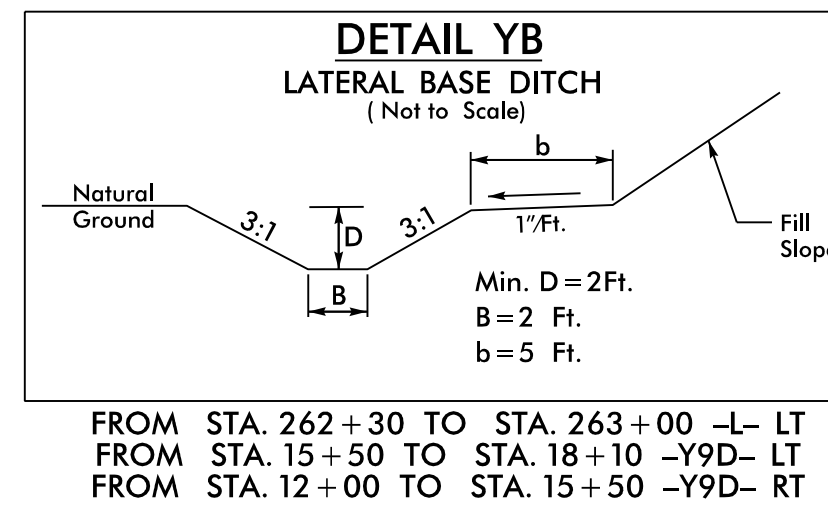 DETAIL YB
LATERAL BASE DITCH
( Not to Scale)
b
Natural
Ground
3:1
D
3:1
1"/Ft.
Fill
Slope
B
Min. D=2Ft.
B=2 Ft.
b=5 Ft.
FROM STA. 262+30 TO STA. 263+00 -L- LT
FROM STA. 15+50 TO STA. 18+10 -Y9D- LT
FROM STA. 12+00 TO STA. 15+50 -Y9D- RT